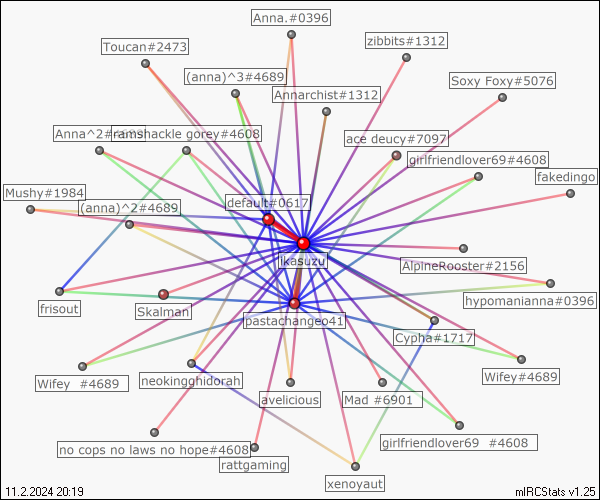 Anna.#0396
zibbits#1312
Toucan#2473
(anna)^3#4689
Soxy Foxy#5076
Annarchist#1312
Anna^2#
ramshackle gorey#4608
ace deucy#7097
girlfriendlover69#4608
fakedingo
Mushy#1984
(anna)^2#4689
default#0617
ikasuzu
AlpineRooster#2156
hypomanianna#0396
frisout
Skalman
pastachangeo41
Cypha#1717
Wifey #4689
neokingghidorah
Wifey#4689
avelicious
Mad #6901
girlfriendlover69 #4608
no cops no laws no hope#4608
rattgaming
xenoyaut
11.2.2024 20:19
mIRCStats v1.25